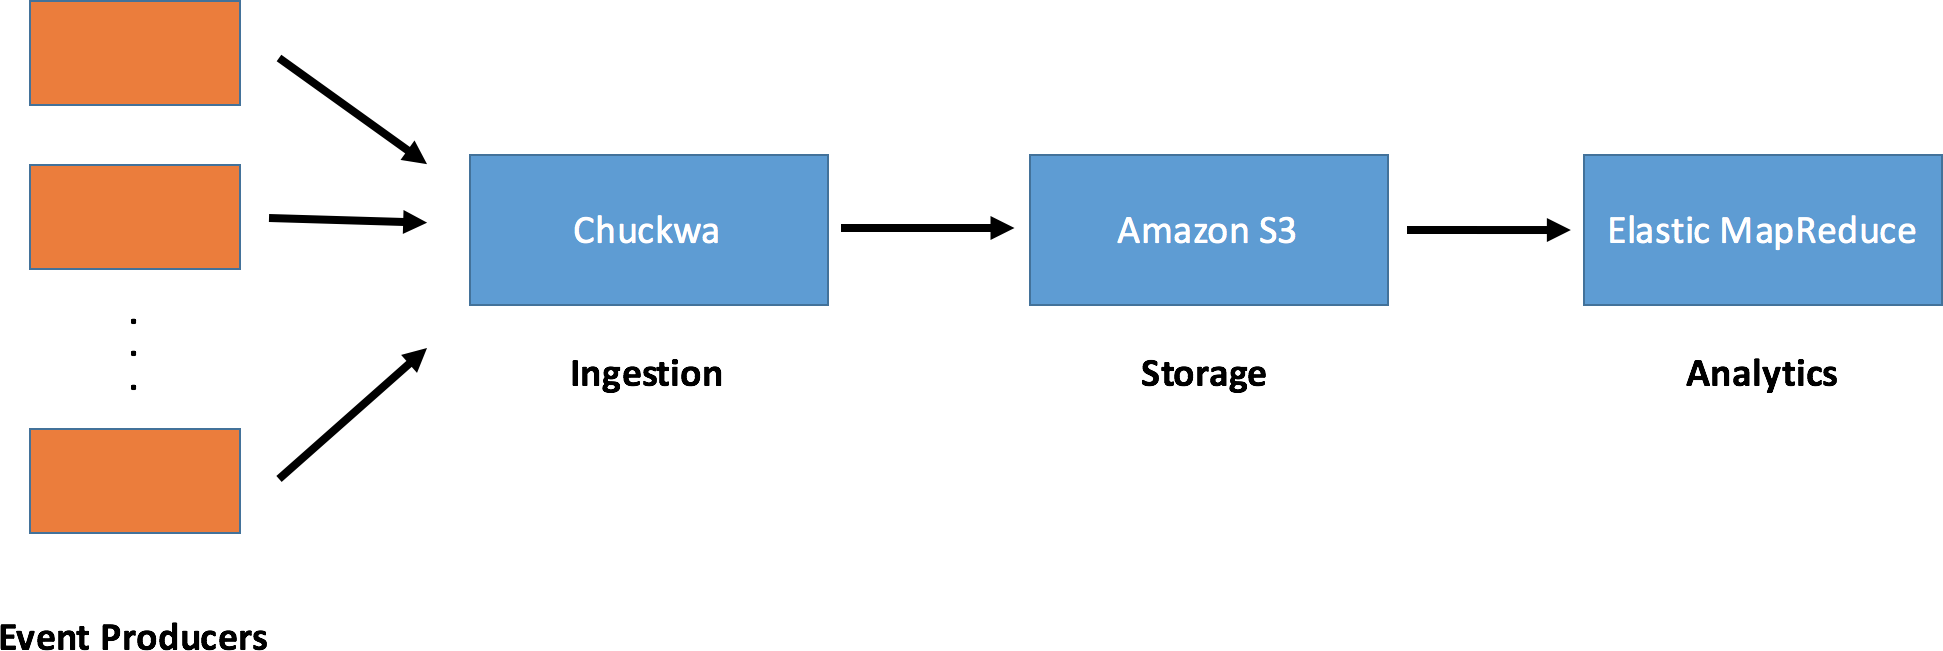 Chuckwa
Amazon S3
Elastic MapReduce
Ingestion
Storage
Analytics
Event Producers